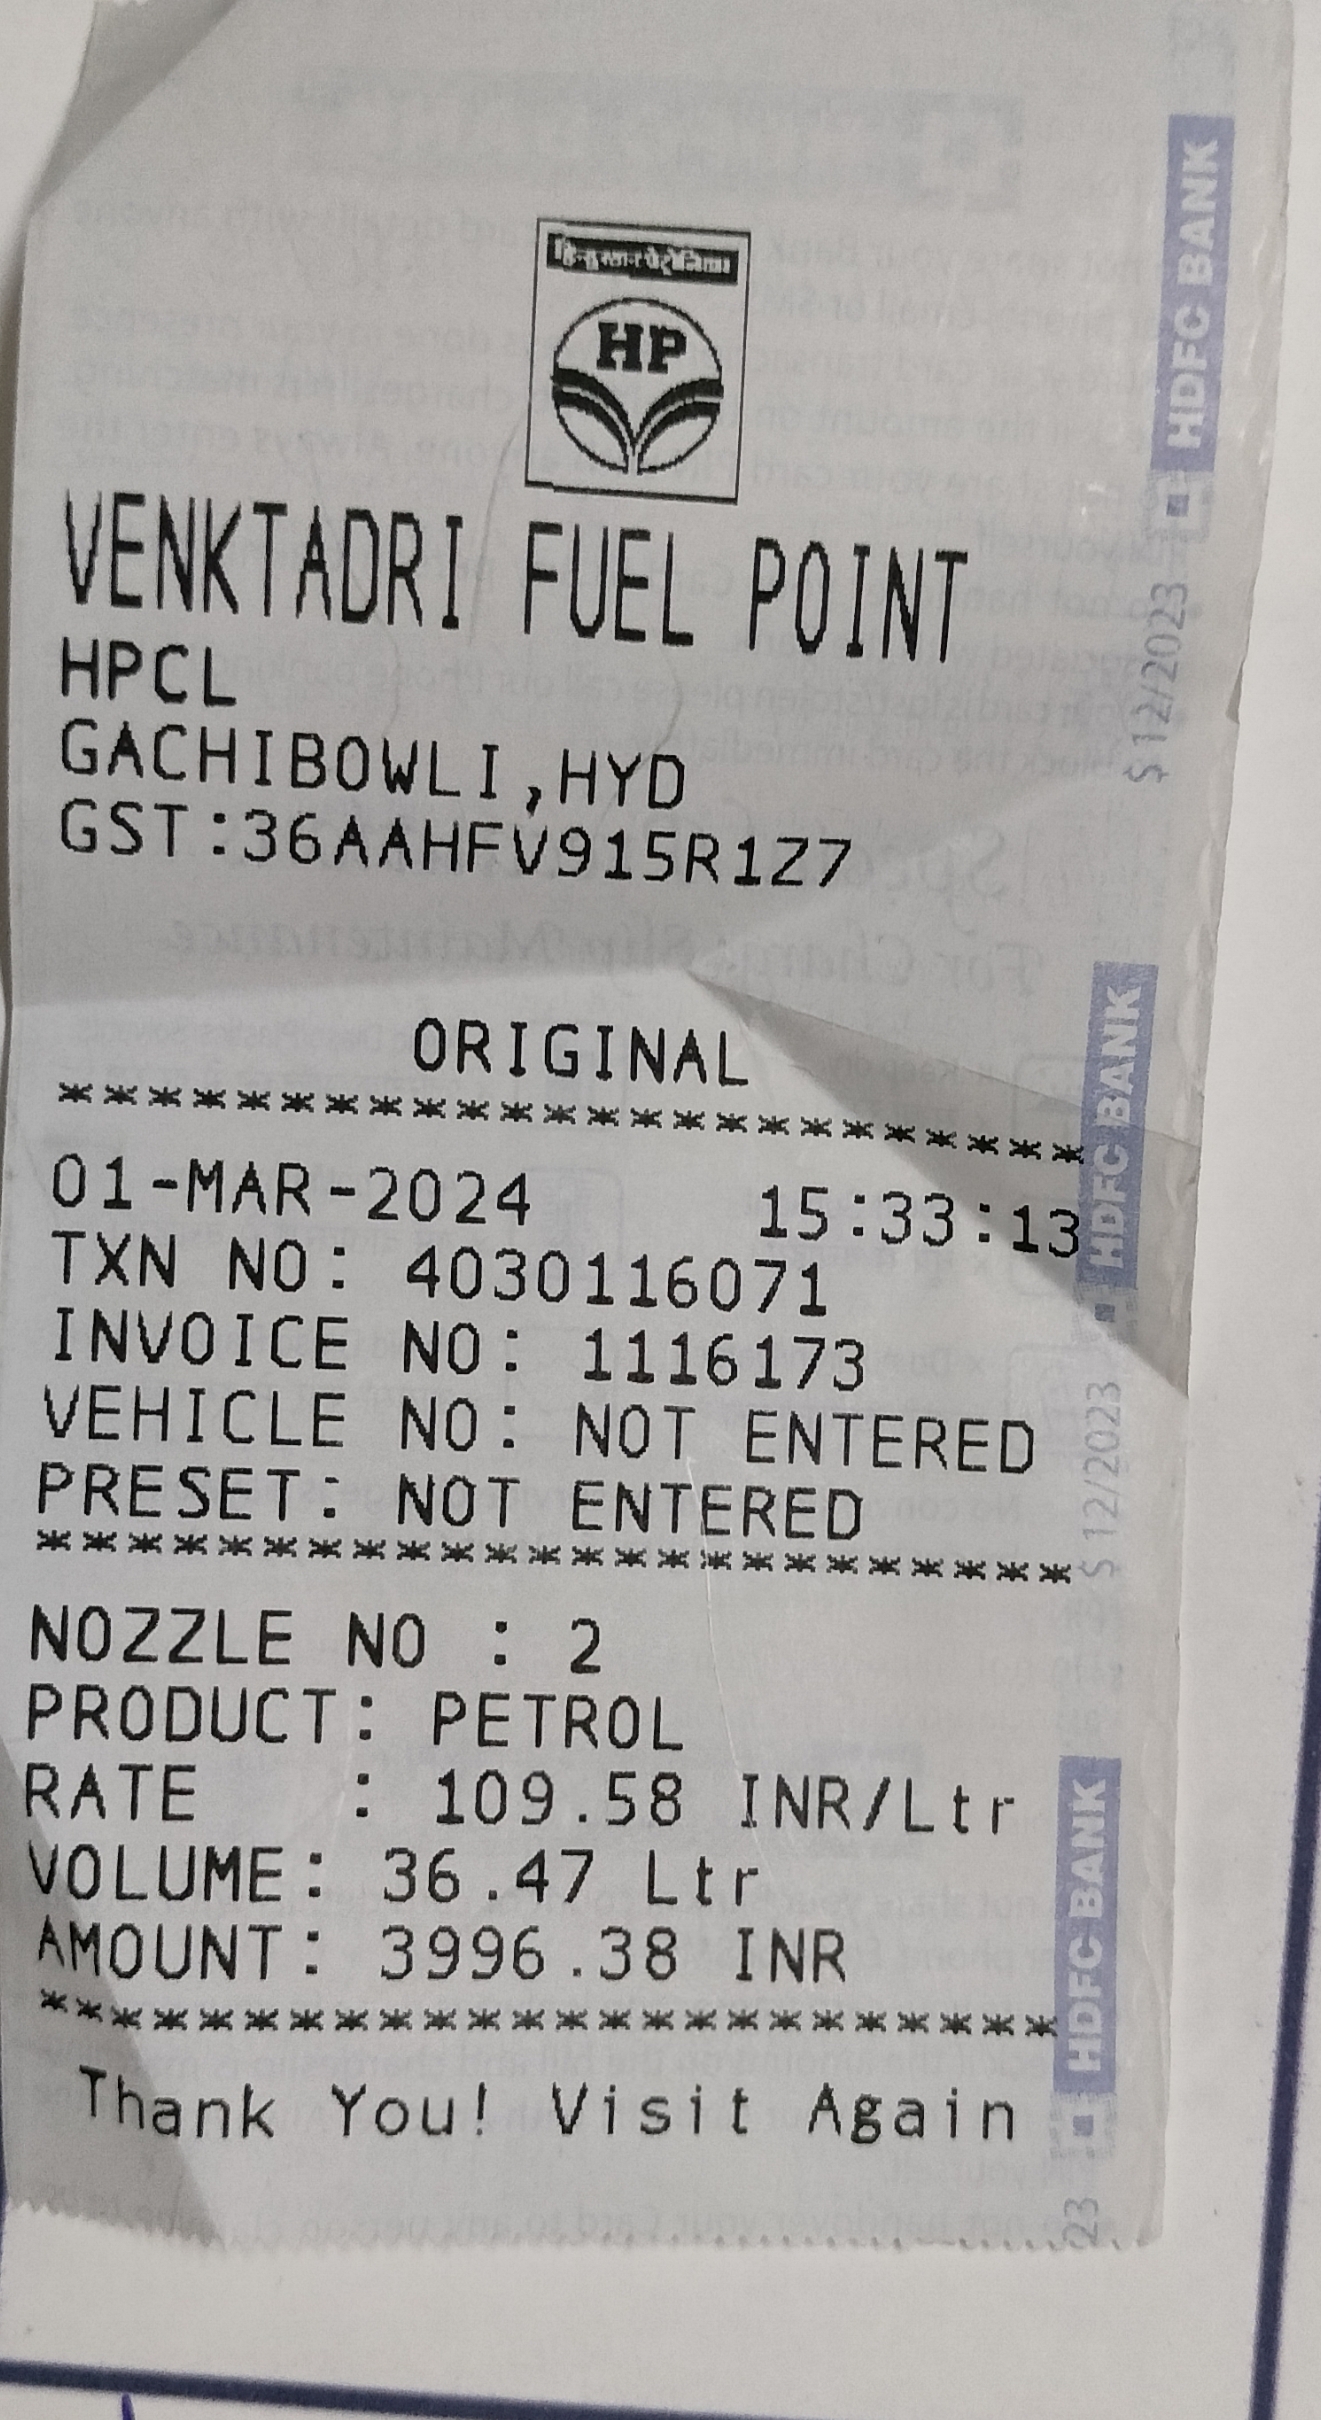 हिन्दुस्तान पेट्रोलियम
HP
VENKTADRI FUEL POINT
HPCL
GACHIBOWLI,HYD
GST:36AAHFV915R1Z7
ORIGINAL
************************
01-MAR-2024 15:33:13
TXN NO: 4030116071
INVOICE NO: 1116173
VEHICLE NO: NOT ENTERED
PRESET: NOT ENTERED
************************
NOZZLE NO : 2
PRODUCT: PETROL
RATE : 109.58 INR/Ltr
VOLUME: 36.47 Ltr
AMOUNT: 3996.38 INR
************************
Thank You! Visit Again
HDFC BANK
$ 12/2023
HDFC BANK
$ 12/2023
HDFC BANK
23